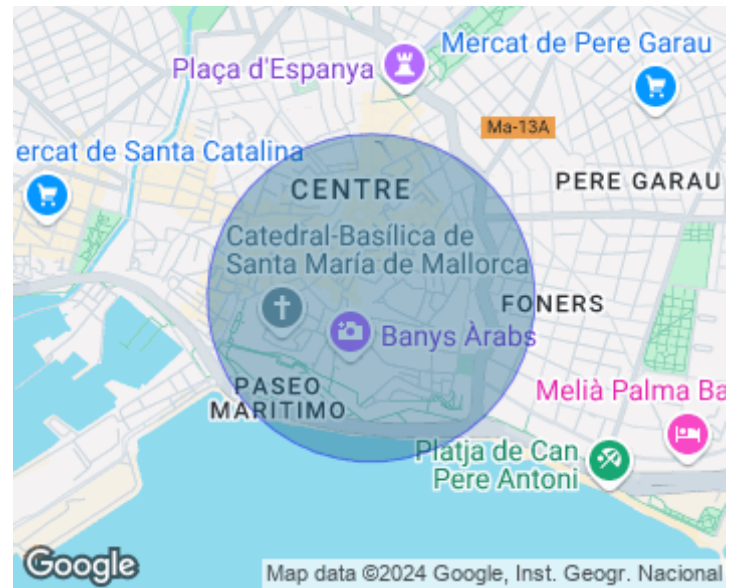 Mercat de Pere Garau
Plaça d'Espanya
Ma-13A
ercat de Santa Catalina
CENTRE
PERE GARAU
Catedral-Basílica de
Santa María de Mallorca
FONERS
Banys Àrabs
PASEO
MARITIMO
Melià Palma Ba
Platja de Can
Pere Antoni
Google
Map data ©2024 Google, Inst. Geogr. Nacional